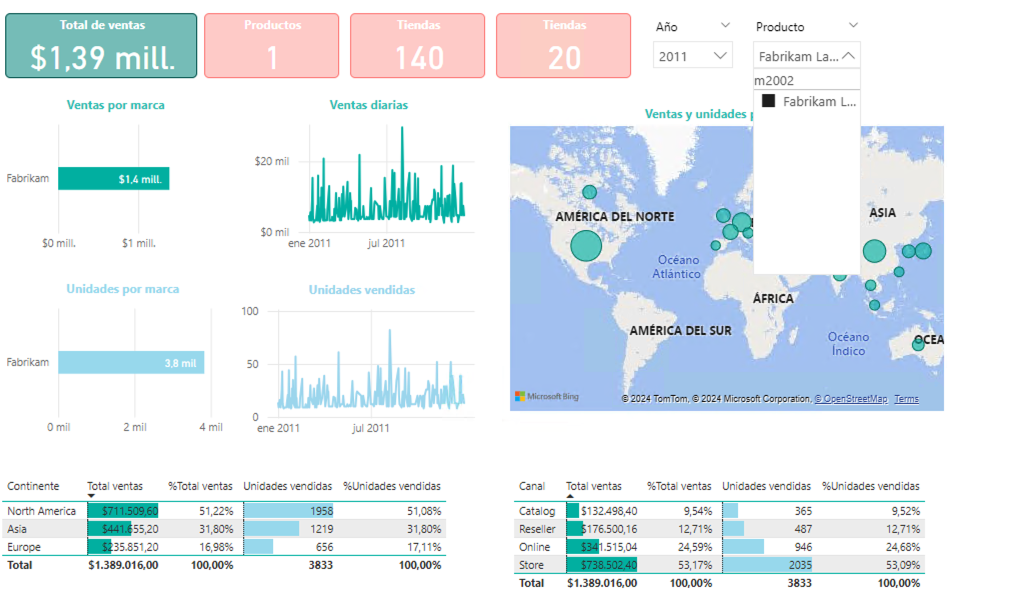 Total de ventas
$1,39 mill.
Productos
1
Tiendas
140
Tiendas
20
Año
2011
Producto
Fabrikam La...
m2002
Fabrikam L...
Ventas por marca
Fabrikam
$1,4 mill.
$0 mill.
$1 mill.
Ventas diarias
$20 mil
$0 mil
ene 2011
jul 2011
Unidades por marca
Fabrikam
3,8 mil
0 mil
2 mil
4 mil
Unidades vendidas
100
50
0
ene 2011
jul 2011
Ventas y unidades
AMÉRICA DEL NORTE
ASIA
Océano
Atlántico
ÁFRICA
AMÉRICA DEL SUR
Océano
Índico
OCEA
Microsoft Bing
© 2024 TomTom, © 2024 Microsoft Corporation, © OpenStreetMap Terms
Continente Total ventas %Total ventas Unidades vendidas %Unidades vendidas
North America $711.509,60 51,22% 1958 51,08%
Asia $441.655,20 31,80% 1219 31,80%
Europe $235.851,20 16,98% 656 17,11%
Total $1.389.016,00 100,00% 3833 100,00%
Canal Total ventas %Total ventas Unidades vendidas %Unidades vendidas
Catalog $132.498,40 9,54% 365 9,52%
Reseller $176.500,16 12,71% 487 12,71%
Online $341.515,04 24,59% 946 24,68%
Store $738.502,40 53,17% 2035 53,09%
Total $1.389.016,00 100,00% 3833 100,00%